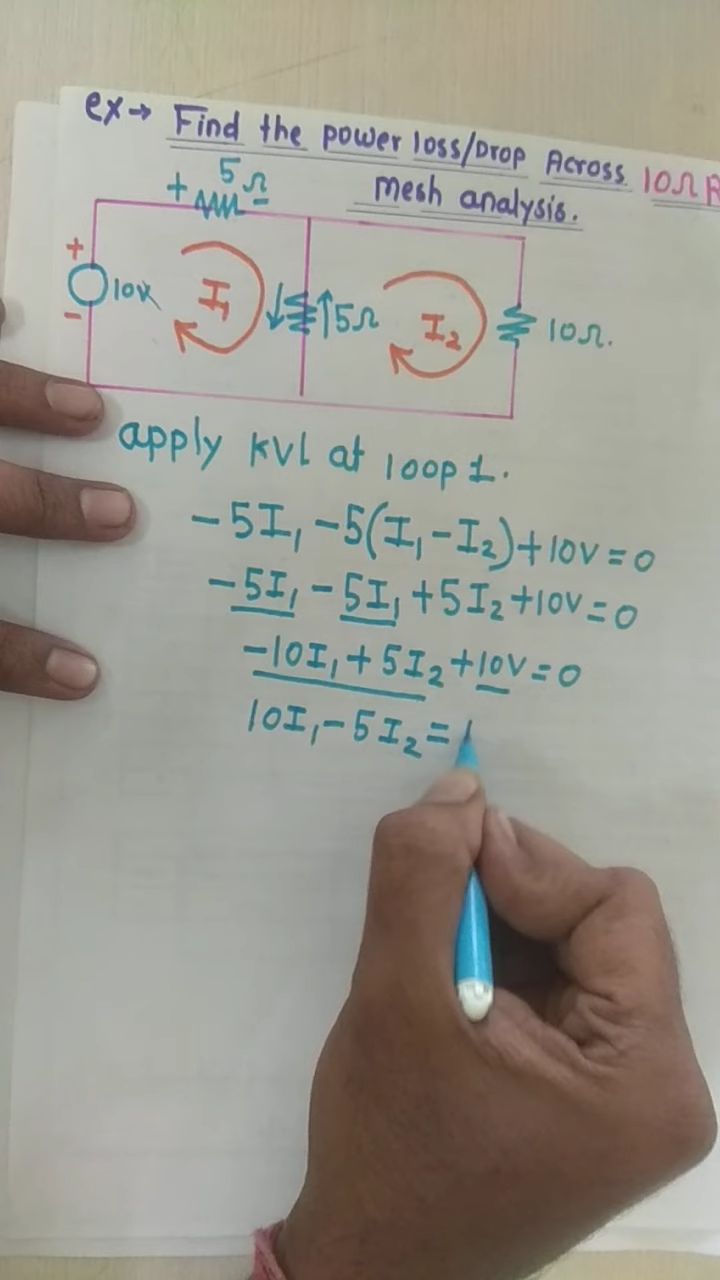 ex→ Find the power loss/Drop Across 10Ω R
mesh analysis.
+ 5Ω
+
-
10V
I₁
5Ω
I₂
10Ω.
apply KVL at loop 1.
-5I₁ -5(I₁-I₂)+10V=0
-5I₁ -5I₁ +5I₂+10V=0
-10I₁+5I₂+10V=0
10I₁-5I₂=1